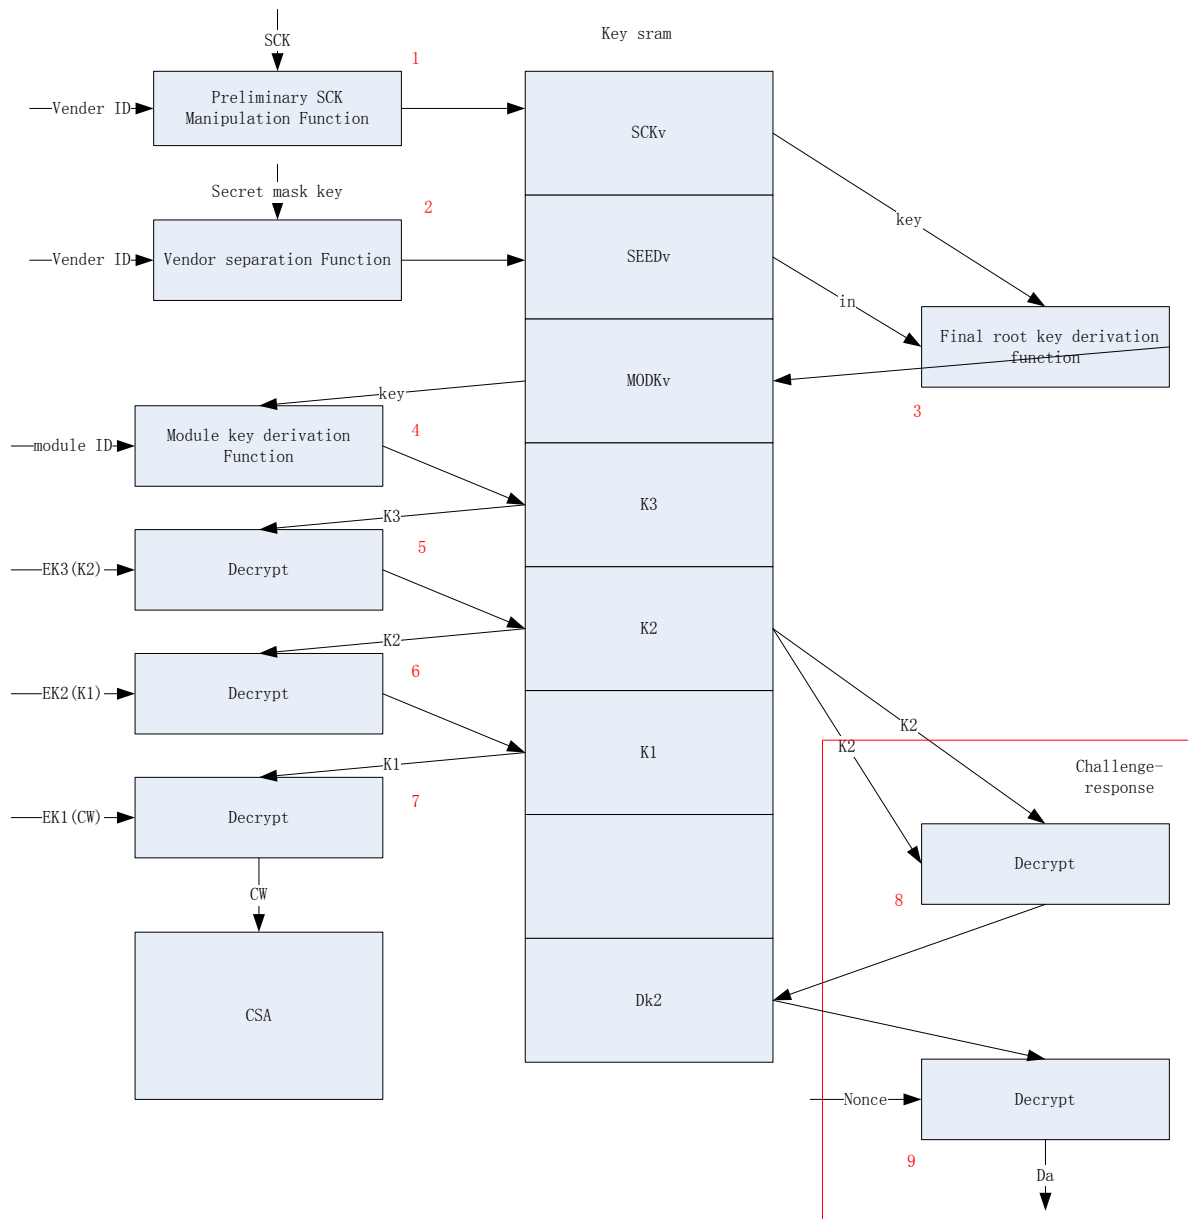 SCK
Key sram
1
Preliminary SCK
Manipulation Function
Vender ID
SCKv
Secret mask key
2
key
Vender ID
Vendor separation Function
SEEDv
in
Final root key derivation
function
MODKv
key
3
4
module ID
Module key derivation
Function
K3
K3
5
EK3(K2)
Decrypt
K2
K2
6
EK2(K1)
Decrypt
K2
K2
K1
K1
Challenge-
response
7
EK1(CW)
Decrypt
Decrypt
CW
8
CSA
Dk2
Nonce
Decrypt
9
Da